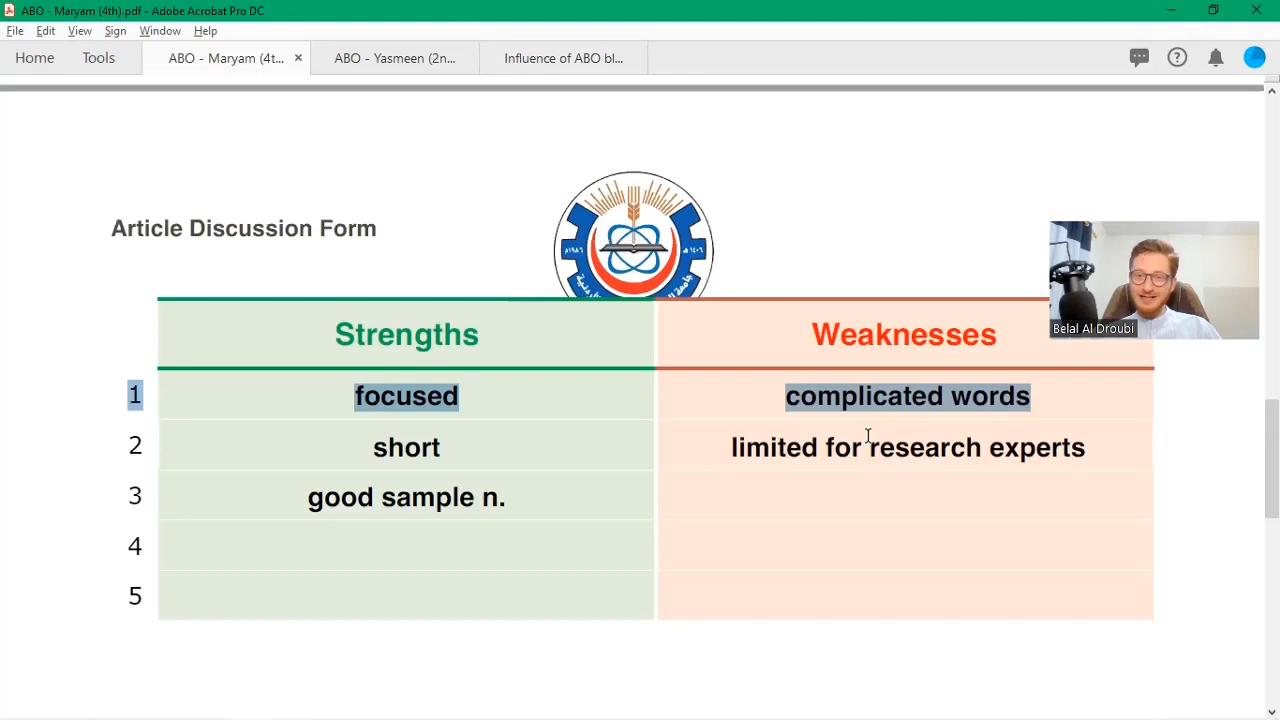 ABO - Maryam (4th).pdf - Adobe Acrobat Pro DC
File Edit View Sign Window Help
Home Tools ABO - Maryam (4t... × ABO - Yasmeen (2n... Influence of ABO bl...
Article Discussion Form
١٤٠٦هـ
١٩٨٦م
Belal Al Droubi
Strengths Weaknesses
1 focused complicated words
2 short limited for research experts
3 good sample n.
4
5